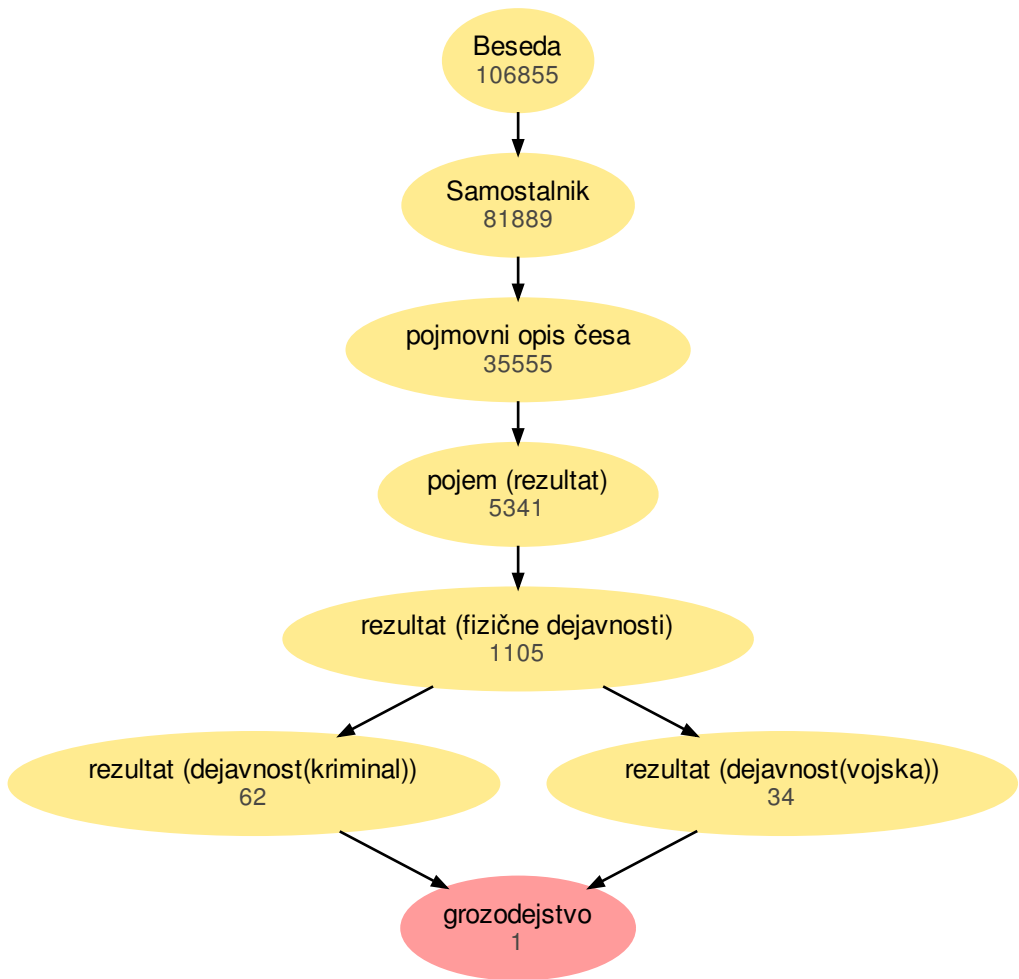 Beseda
106855
Samostalnik
81889
pojmovni opis česa
35555
pojem (rezultat)
5341
rezultat (fizične dejavnosti)
1105
rezultat (dejavnost(kriminal))
62
rezultat (dejavnost(vojska))
34
grozodejstvo
1